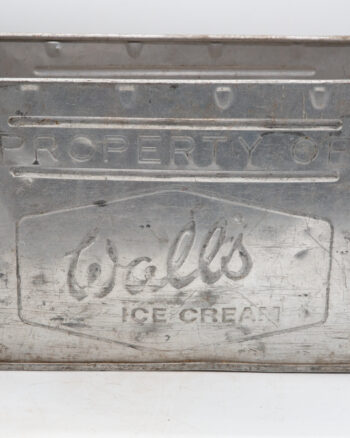 PROPERTY OF
Wall's
ICE CREAM